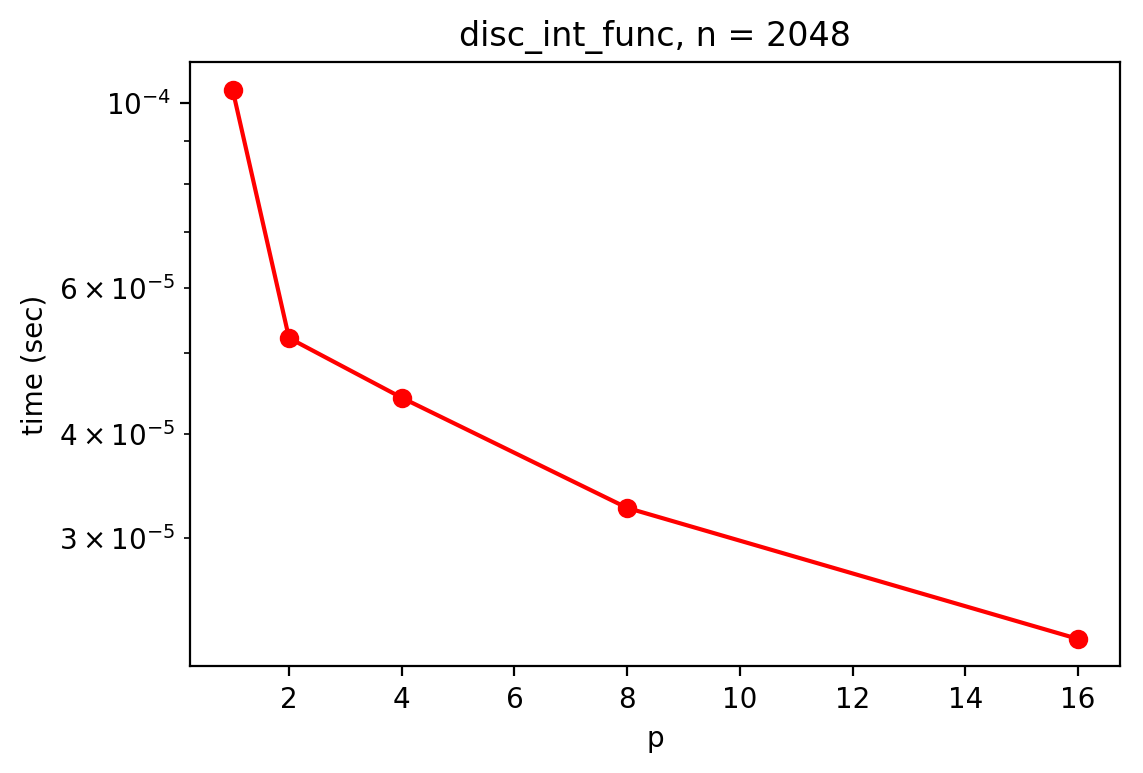 disc_int_func, n = 2048
time (sec)
10⁻⁴
6 × 10⁻⁵
4 × 10⁻⁵
3 × 10⁻⁵
2 4 6 8 10 12 14 16
p